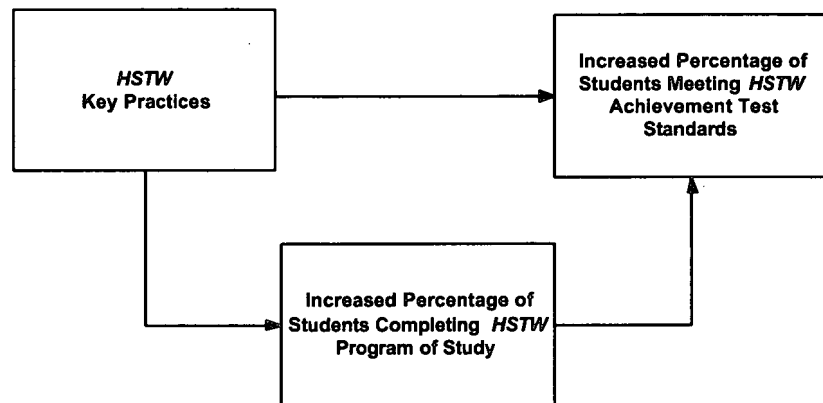 HSTW
Key Practices
Increased Percentage of
Students Meeting HSTW
Achievement Test
Standards
Increased Percentage of
Students Completing HSTW
Program of Study